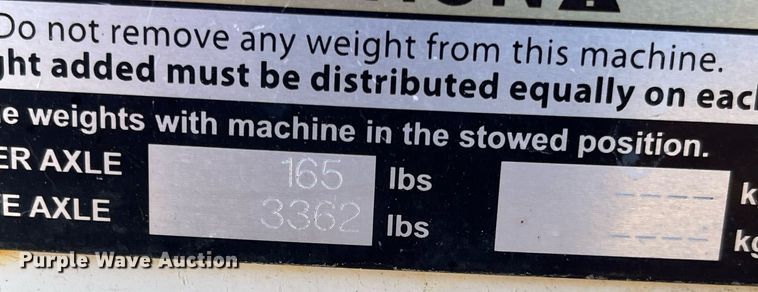 Do not remove any weight from this machine.
ght added must be distributed equally on eac
e weights with machine in the stowed position.
ER AXLE 165 lbs ---- k
E AXLE 3362 lbs ---- kg
Purple Wave Auction